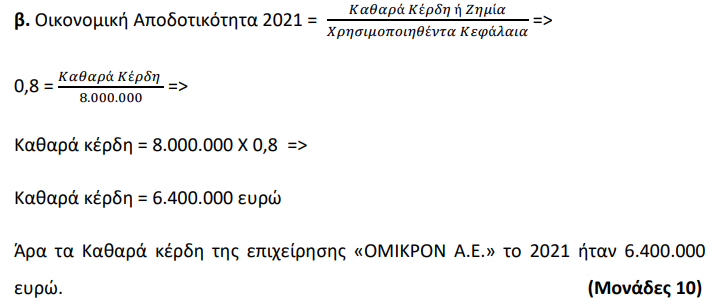 β. Οικονομική Αποδοτικότητα 2021 = Καθαρά Κέρδη ή Ζημία / Χρησιμοποιηθέντα Κεφάλαια =>
0,8 = Καθαρά Κέρδη / 8.000.000 =>
Καθαρά κέρδη = 8.000.000 Χ 0,8 =>
Καθαρά κέρδη = 6.400.000 ευρώ
Άρα τα Καθαρά κέρδη της επιχείρησης «ΟΜΙΚΡΟΝ Α.Ε.» το 2021 ήταν 6.400.000
ευρώ. (Μονάδες 10)